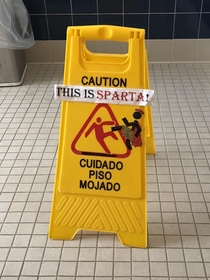 CAUTION
THIS IS SPARTA!
CUIDADO
PISO
MOJADO